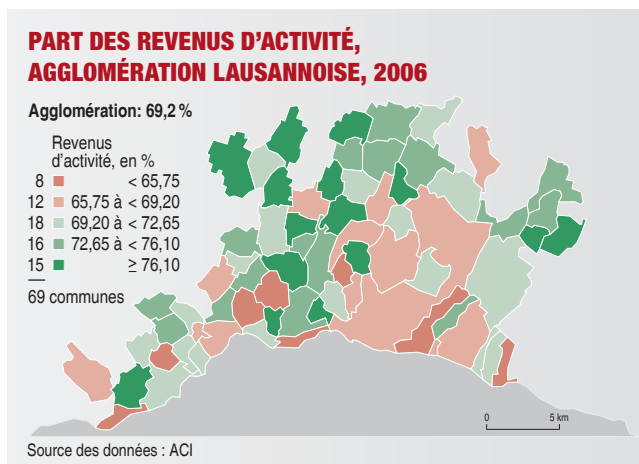 PART DES REVENUS D'ACTIVITÉ,
AGGLOMÉRATION LAUSANNOISE, 2006
Agglomération: 69,2 %
Revenus
d'activité, en %
8 < 65,75
12 65,75 à < 69,20
18 69,20 à < 72,65
16 72,65 à < 76,10
15 ≥ 76,10
69 communes
0 5 km
Source des données : ACI